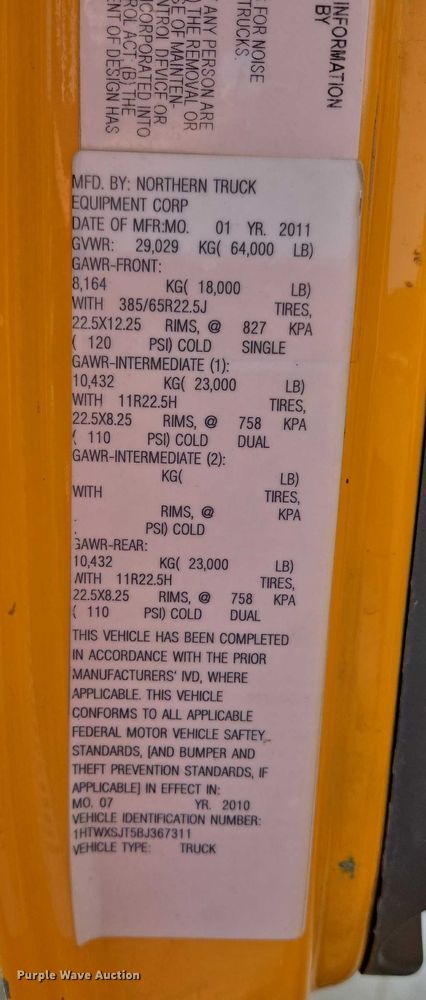 INFORMATION
BY
FOR NOISE
TRUCKS.
ANY PERSON ARE
THE REMOVAL OR
SE OF MAINTEN-
NTROL DEVICE OR
NCORPORATED INTO
ROL ACT (B) THE
ENT OF DESIGN HAS
MFD. BY: NORTHERN TRUCK
EQUIPMENT CORP
DATE OF MFR:MO. 01 YR. 2011
GVWR: 29,029 KG( 64,000 LB)
GAWR-FRONT:
8,164 KG( 18,000 LB)
WITH 385/65R22.5J TIRES,
22.5X12.25 RIMS, @ 827 KPA
( 120 PSI) COLD SINGLE
GAWR-INTERMEDIATE (1):
10,432 KG( 23,000 LB)
WITH 11R22.5H TIRES,
22.5X8.25 RIMS, @ 758 KPA
( 110 PSI) COLD DUAL
GAWR-INTERMEDIATE (2):
KG( LB)
WITH TIRES,
RIMS, @ KPA
PSI) COLD
GAWR-REAR:
10,432 KG( 23,000 LB)
WITH 11R22.5H TIRES,
22.5X8.25 RIMS, @ 758 KPA
( 110 PSI) COLD DUAL
THIS VEHICLE HAS BEEN COMPLETED
IN ACCORDANCE WITH THE PRIOR
MANUFACTURERS' IVD, WHERE
APPLICABLE. THIS VEHICLE
CONFORMS TO ALL APPLICABLE
FEDERAL MOTOR VEHICLE SAFTEY
STANDARDS, [AND BUMPER AND
THEFT PREVENTION STANDARDS, IF
APPLICABLE] IN EFFECT IN:
MO. 07 YR. 2010
VEHICLE IDENTIFICATION NUMBER:
1HTWXSJT5BJ367311
VEHICLE TYPE: TRUCK
Purple Wave Auction